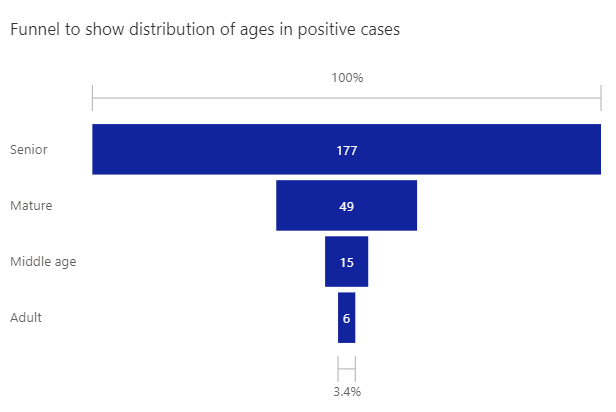 Funnel to show distribution of ages in positive cases
100%
Senior 177
Mature 49
Middle age 15
Adult 6
3.4%